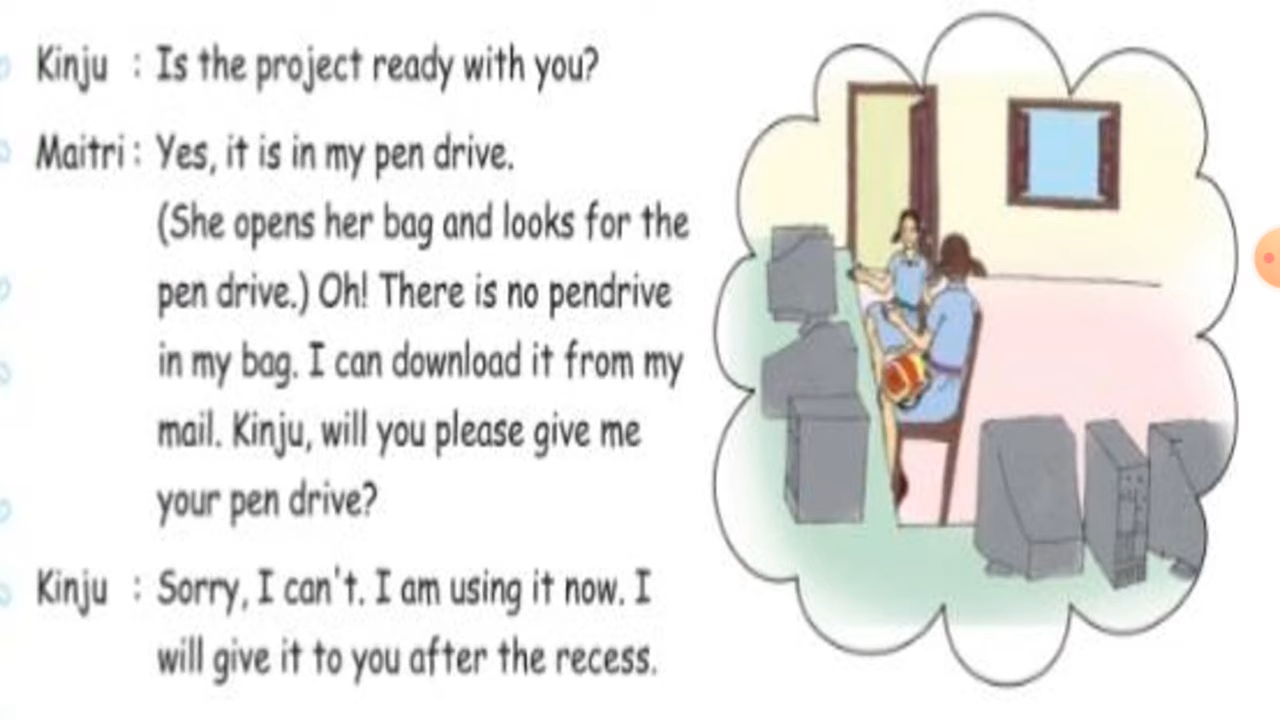 Kinju : Is the project ready with you?
Maitri : Yes, it is in my pen drive.
(She opens her bag and looks for the
pen drive.) Oh! There is no pendrive
in my bag. I can download it from my
mail. Kinju, will you please give me
your pen drive?
Kinju : Sorry, I can't. I am using it now. I
will give it to you after the recess.